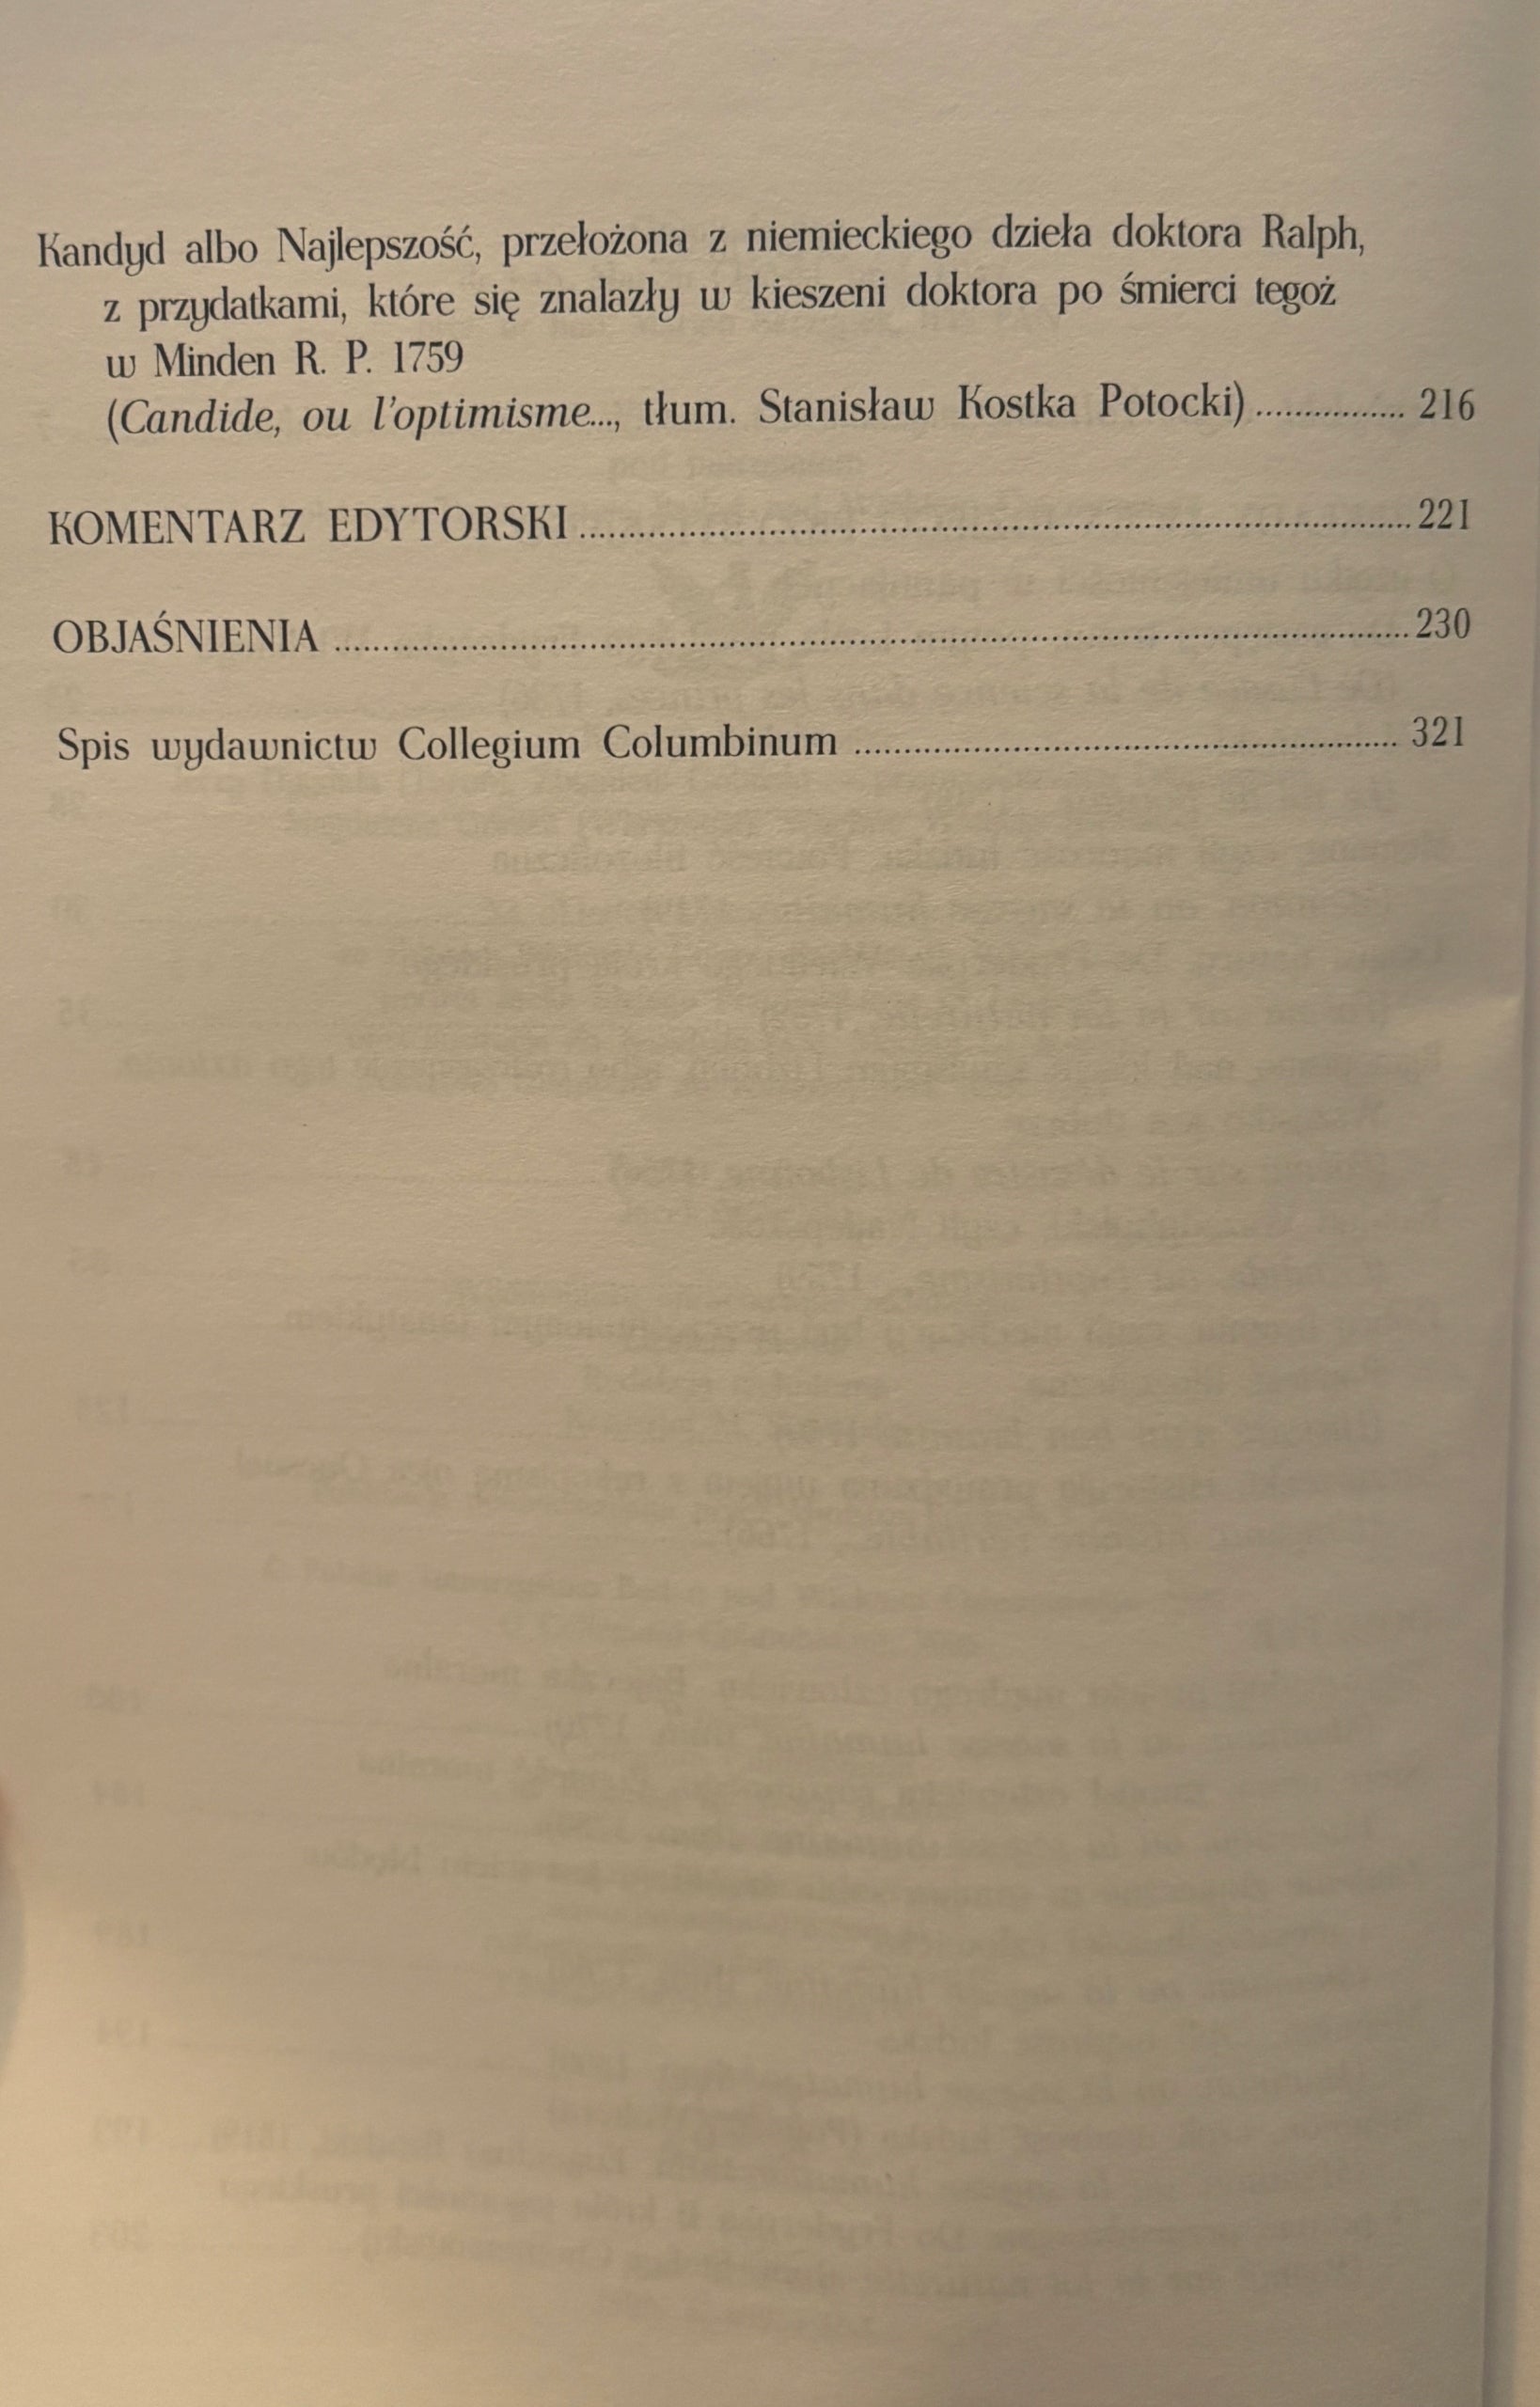 Kandyd albo Najlepszość, przełożona z niemieckiego dzieła doktora Ralph,
z przydatkami, które się znalazły w kieszeni doktora po śmierci tegoż
w Minden R. P. 1759
(Candide, ou l'optimisme..., tłum. Stanisław Kostka Potocki) ................ 216
KOMENTARZ EDYTORSKI ................ 221
OBJAŚNIENIA ................ 230
Spis wydawnictw Collegium Columbinum ................ 321